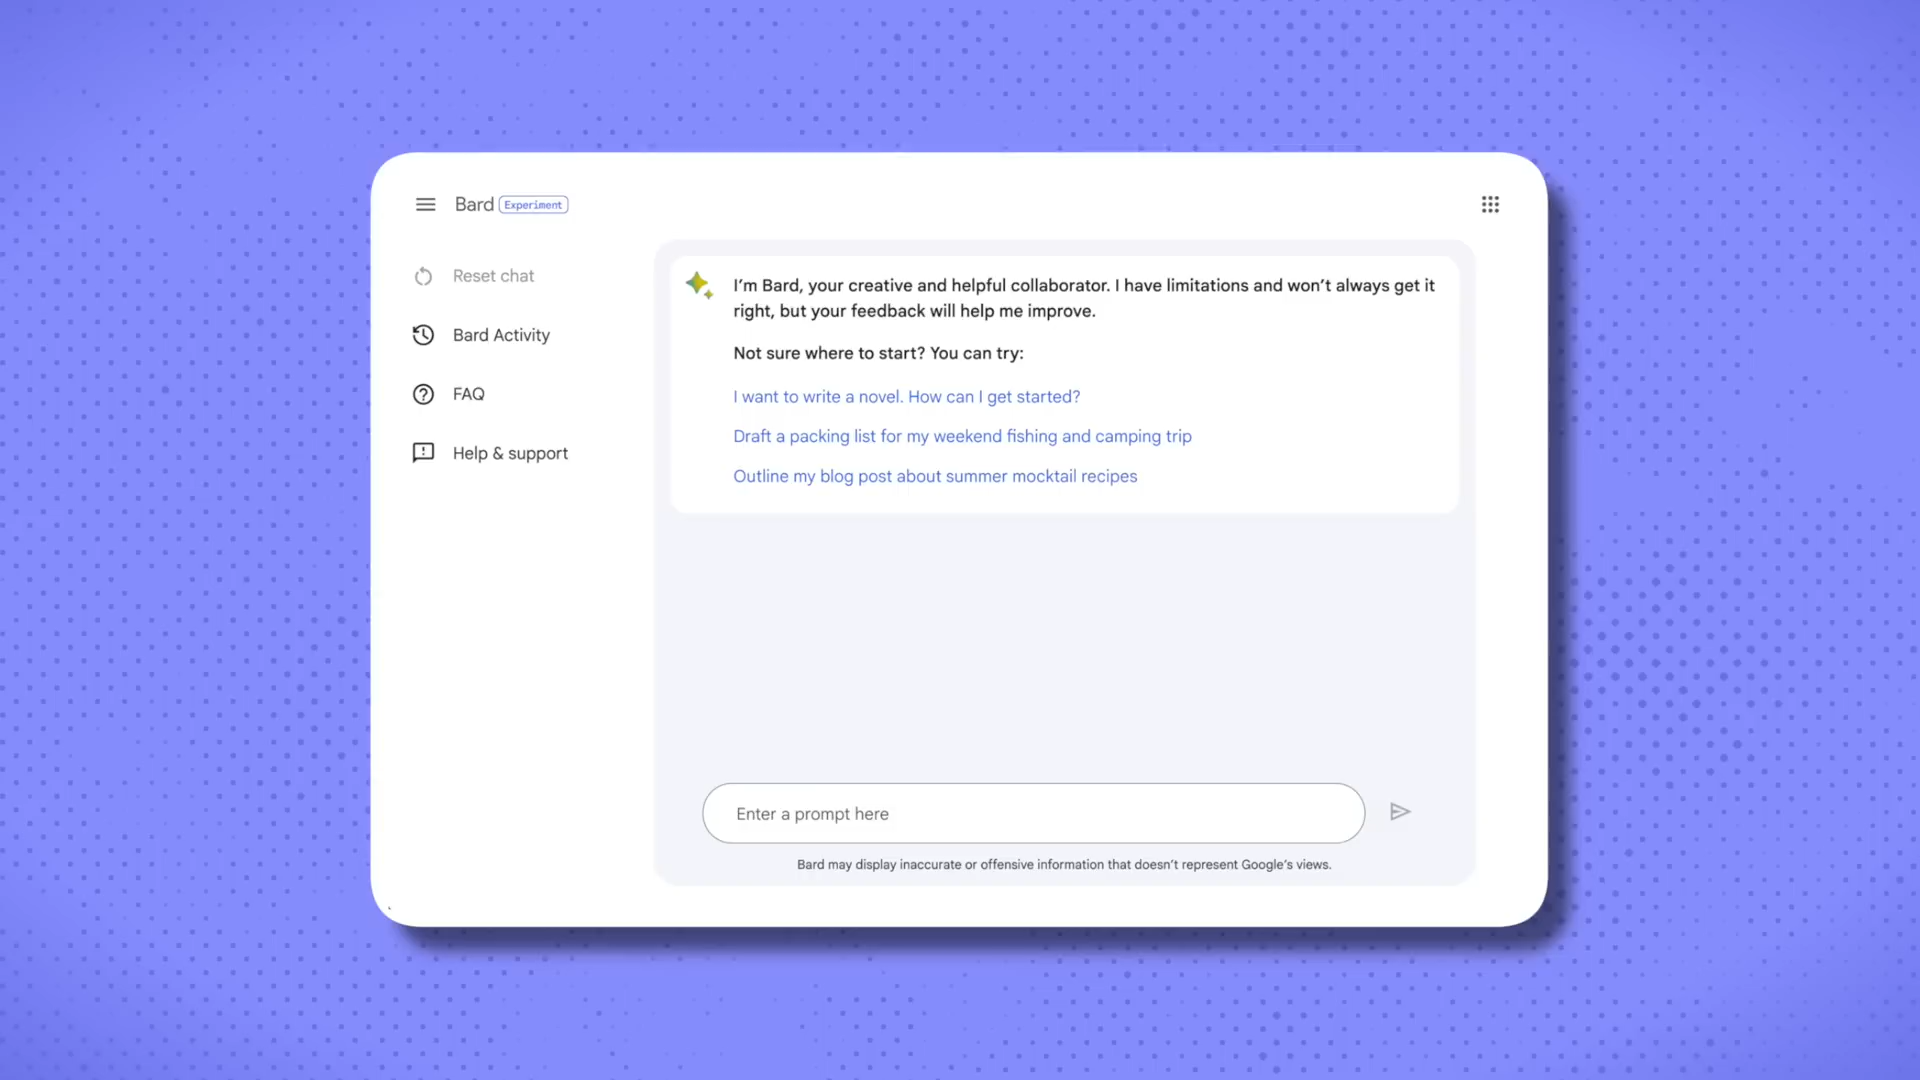 Bard Experiment
Reset chat
Bard Activity
FAQ
Help & support
I’m Bard, your creative and helpful collaborator. I have limitations and won’t always get it
right, but your feedback will help me improve.
Not sure where to start? You can try:
I want to write a novel. How can I get started?
Draft a packing list for my weekend fishing and camping trip
Outline my blog post about summer mocktail recipes
Enter a prompt here
Bard may display inaccurate or offensive information that doesn’t represent Google’s views.